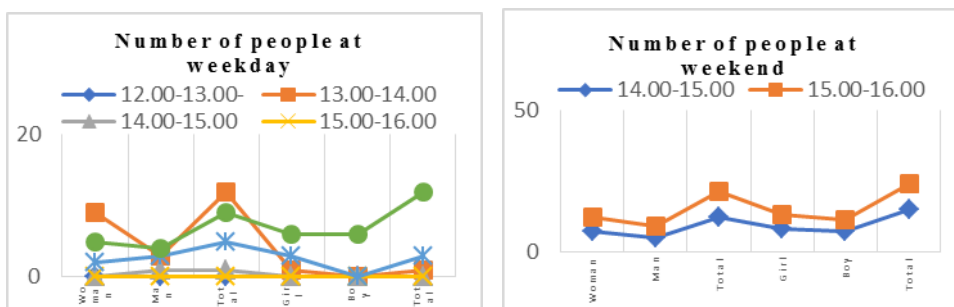 Number of people at
weekday
12.00-13.00-
13.00-14.00
14.00-15.00
15.00-16.00
20
0
Wo
ma
n
Ma
n
Tot
al
Gir
l
Bo
y
Tot
al
Number of people at
weekend
14.00-15.00
15.00-16.00
50
0
Woman
Man
Total
Girl
Boy
Total